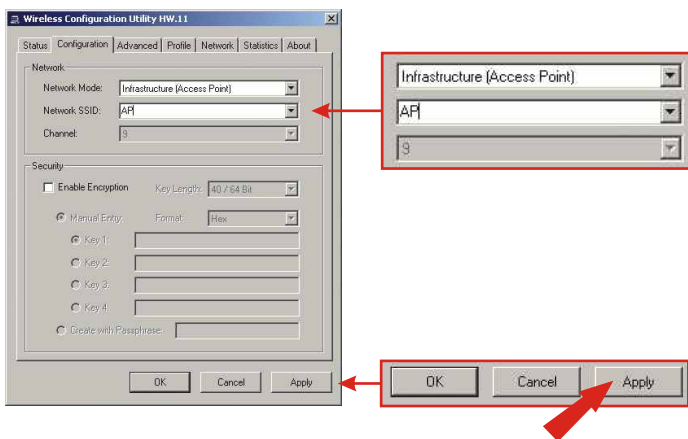 Wireless Configuration Utility HW.11
Status Configuration Advanced Profile Network Statistics About
Network
Network Mode: Infrastructure (Access Point)
Network SSID: AP
Channel: 9
Security
Enable Encryption Key Length: 40 / 64 Bit
Manual Entry: Format: Hex
Key 1:
Key 2:
Key 3:
Key 4
Create with Passphrase:
OK Cancel Apply
Infrastructure (Access Point)
AP
9
OK Cancel Apply